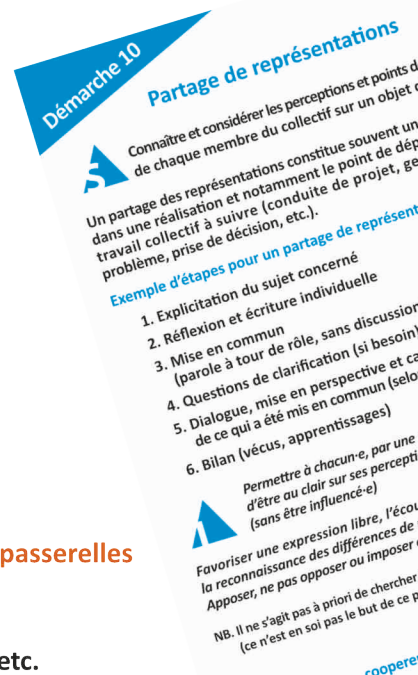 Démarche 10
Partage de représentations
S
Connaître et considérer les perceptions et points d
de chaque membre du collectif sur un objet
Un partage des représentations constitue souvent un
dans une réalisation et notamment le point de dép
travail collectif à suivre (conduite de projet, ge
problème, prise de décision, etc.).
Exemple d'étapes pour un partage de représent
1. Explicitation du sujet concerné
2. Réflexion et écriture individuelle
3. Mise en commun
(parole à tour de rôle, sans discussion
4. Questions de clarification (si besoin)
5. Dialogue, mise en perspective et ca
de ce qui a été mis en commun (selo
6. Bilan (vécus, apprentissages)
Permettre à chacun·e, par une
d'être au clair sur ses percepti
(sans être influencé·e)
Favoriser une expression libre, l'écou
la reconnaissance des différences de
Apposer, ne pas opposer ou imposer
NB. Il ne s'agit pas à priori de chercher
(ce n'est en soi pas le but de ce p
cooperer
passerelles
etc.